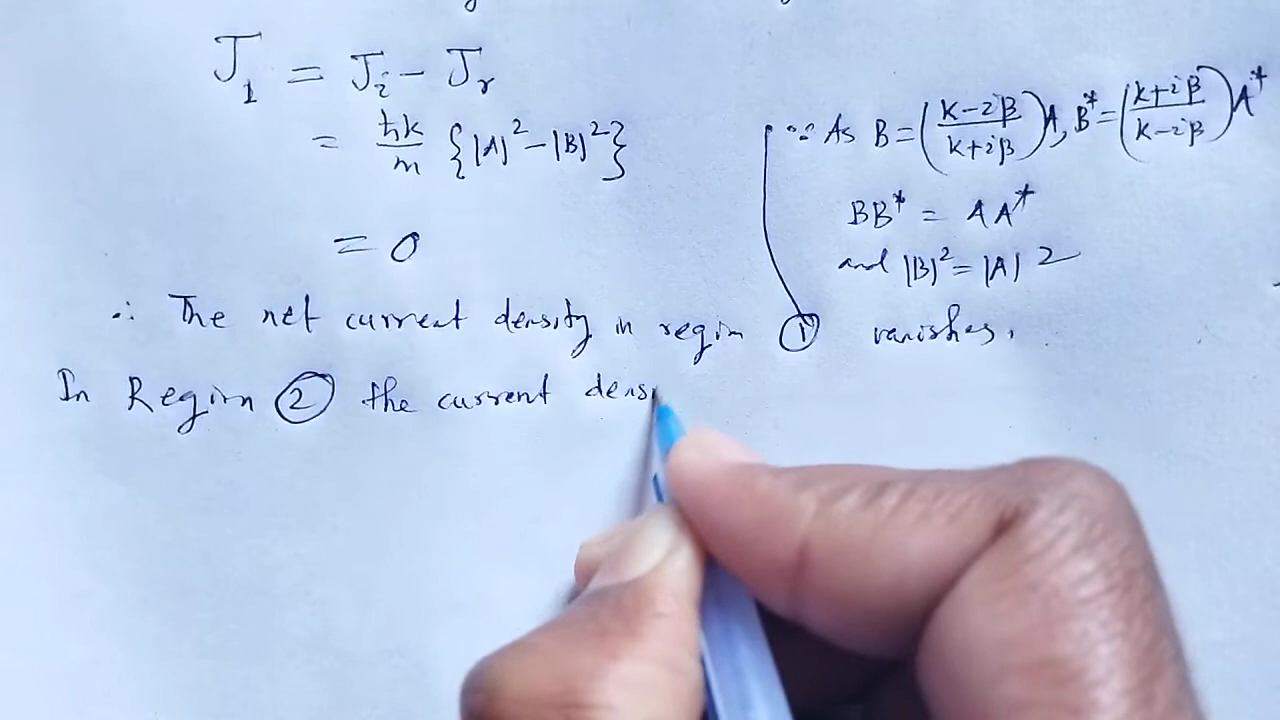 J₁ = Jᵢ - Jᵣ
= ħk/m {|A|² - |B|²}
= 0
∵ As B = ((k-iβ)/(k+iβ))A, B* = ((k+iβ)/(k-iβ))A*
BB* = AA*
and |B|² = |A|²
∴ The net current density in region ① vanishes.
In Region ② the current dens